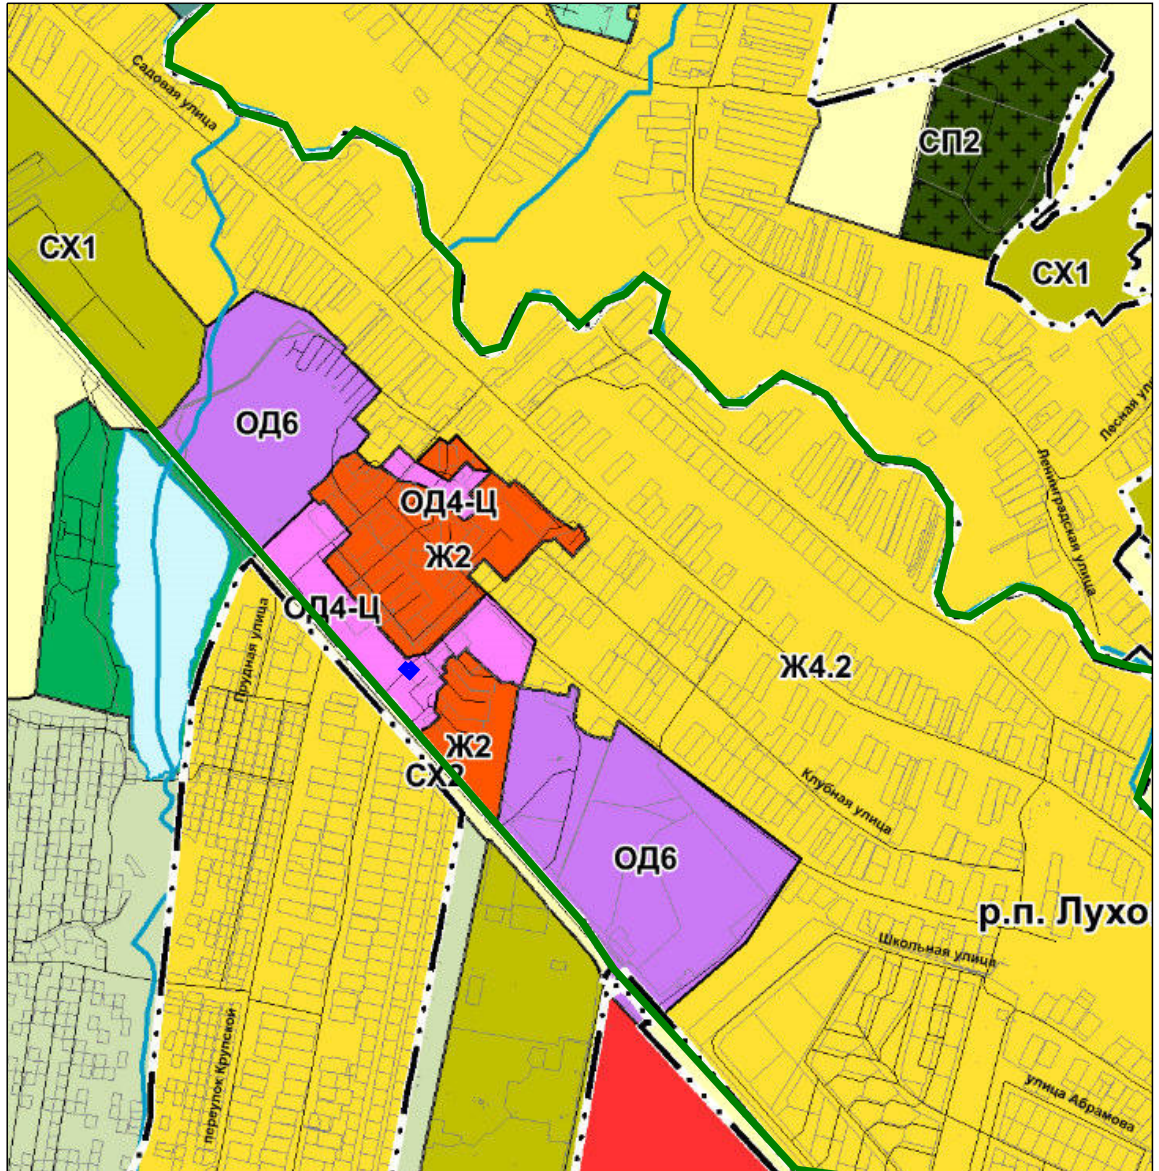 Садовая улица
СП2
СХ1
СХ1
Лесная ул
ОД6
Ленинградская улица
ОД4-Ц
Ж2
ОД4-Ц
Прудная улица
Ж4.2
Ж2
СХ2
Клубная улица
ОД6
р.п. Лухо
Школьная улица
переулок Крупской
улица Абрамова